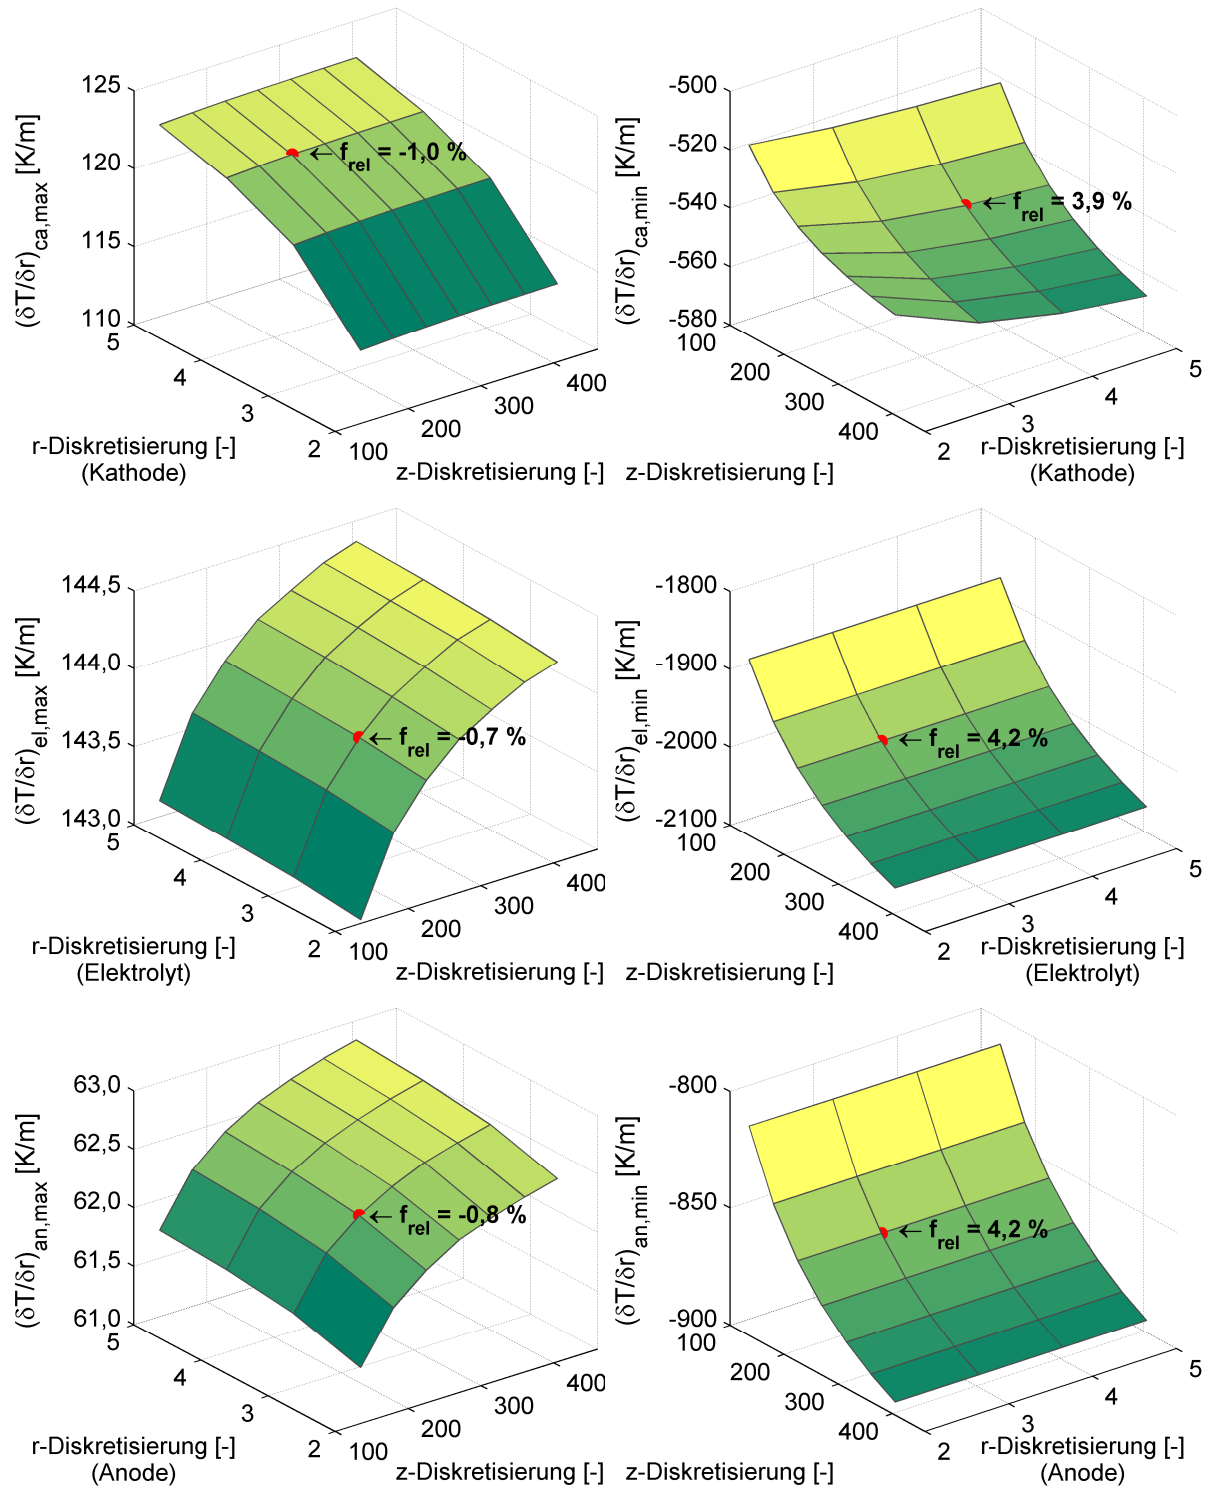 125
120
115
110
(δT/δr)ca,max [K/m]
← frel = -1,0 %
5
4
3
2
r-Diskretisierung [-]
(Kathode)
100
200
300
400
z-Diskretisierung [-]
-500
-520
-540
-560
-580
(δT/δr)ca,min [K/m]
← frel = 3,9 %
100
200
300
400
z-Diskretisierung [-]
2
3
4
5
r-Diskretisierung [-]
(Kathode)
144,5
144,0
143,5
143,0
(δT/δr)el,max [K/m]
← frel = -0,7 %
5
4
3
2
r-Diskretisierung [-]
(Elektrolyt)
100
200
300
400
z-Diskretisierung [-]
-1800
-1900
-2000
-2100
(δT/δr)el,min [K/m]
← frel = 4,2 %
100
200
300
400
z-Diskretisierung [-]
2
3
4
5
r-Diskretisierung [-]
(Elektrolyt)
63,0
62,5
62,0
61,5
61,0
(δT/δr)an,max [K/m]
← frel = -0,8 %
5
4
3
2
r-Diskretisierung [-]
(Anode)
100
200
300
400
z-Diskretisierung [-]
-800
-850
-900
(δT/δr)an,min [K/m]
← frel = 4,2 %
100
200
300
400
z-Diskretisierung [-]
2
3
4
5
r-Diskretisierung [-]
(Anode)